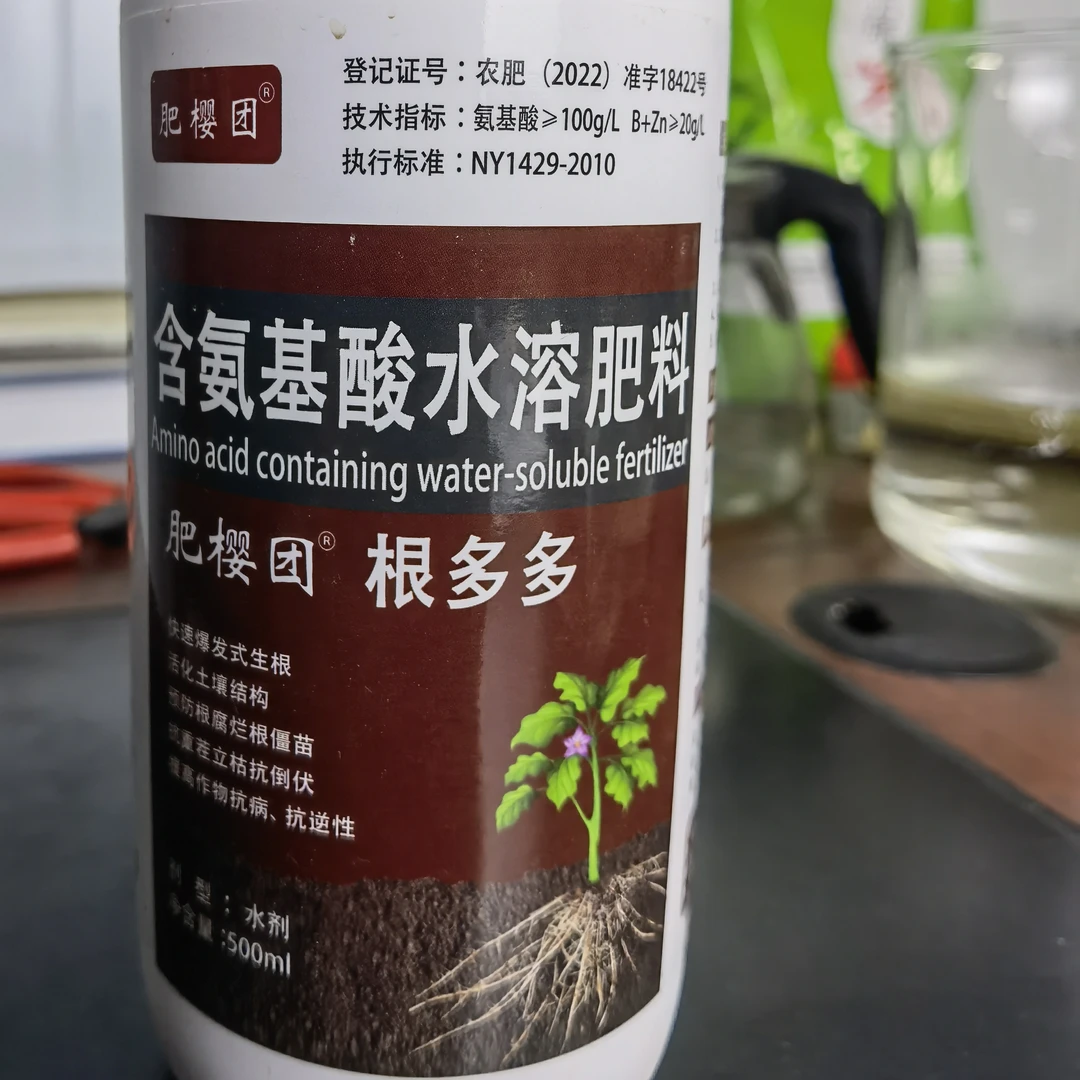 肥樱团®
登记证号：农肥（2022）准字18422号
技术指标：氨基酸≥100g/L B+Zn≥20g/L
执行标准：NY1429-2010
含氨基酸水溶肥料
Amino acid containing water-soluble fertilizer
肥樱团® 根多多
快速爆发式生根
活化土壤结构
预防根腐烂根僵苗
茬立枯抗倒伏
提高作物抗病、抗逆性
剂 型：水剂
净含量:500ml